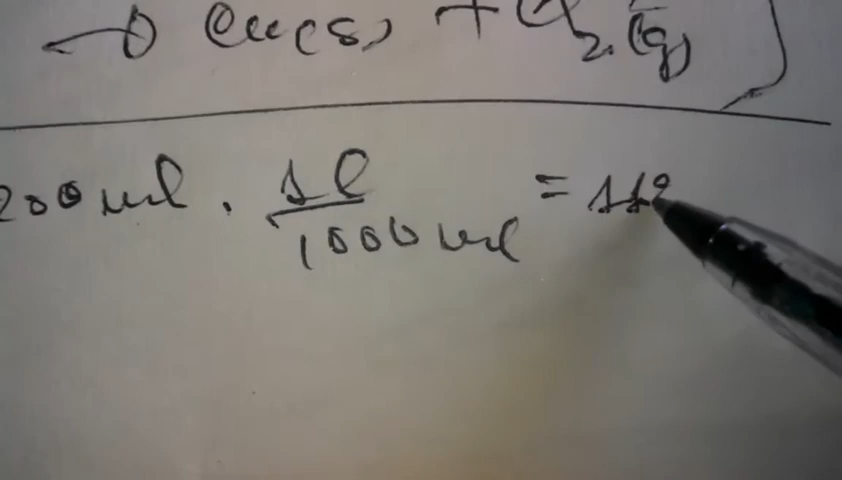 → Cu(s) + Cl₂(g)
200 ml . 1 l / 1000 ml =